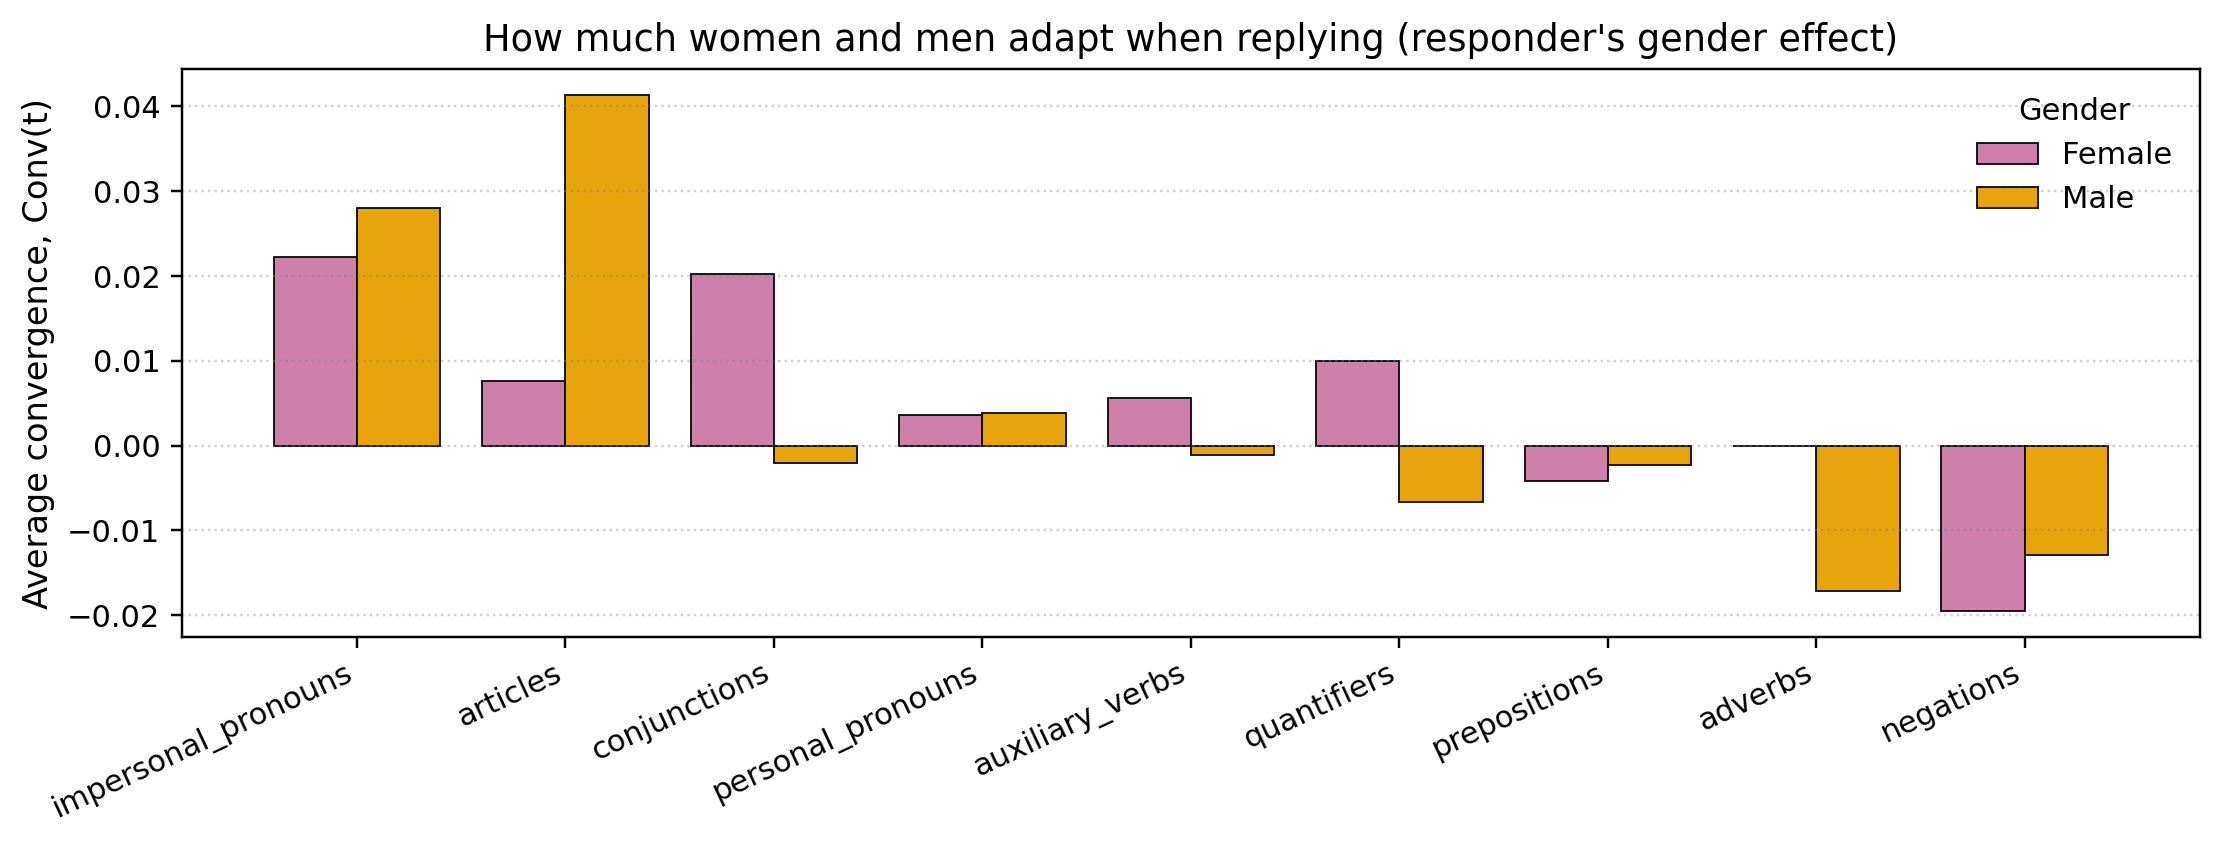 How much women and men adapt when replying (responder's gender effect)
Average convergence, Conv(t)
0.04
0.03
0.02
0.01
0.00
−0.01
−0.02
Gender
Female
Male
impersonal_pronouns
articles
conjunctions
personal_pronouns
auxiliary_verbs
quantifiers
prepositions
adverbs
negations